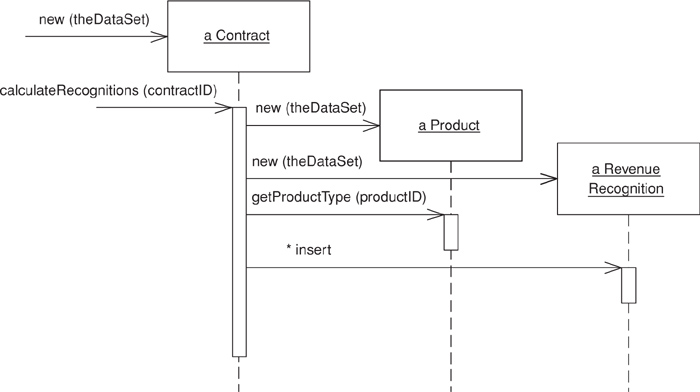 new (theDataSet)
a Contract
calculateRecognitions (contractID)
new (theDataSet)
a Product
new (theDataSet)
a Revenue
Recognition
getProductType (productID)
* insert